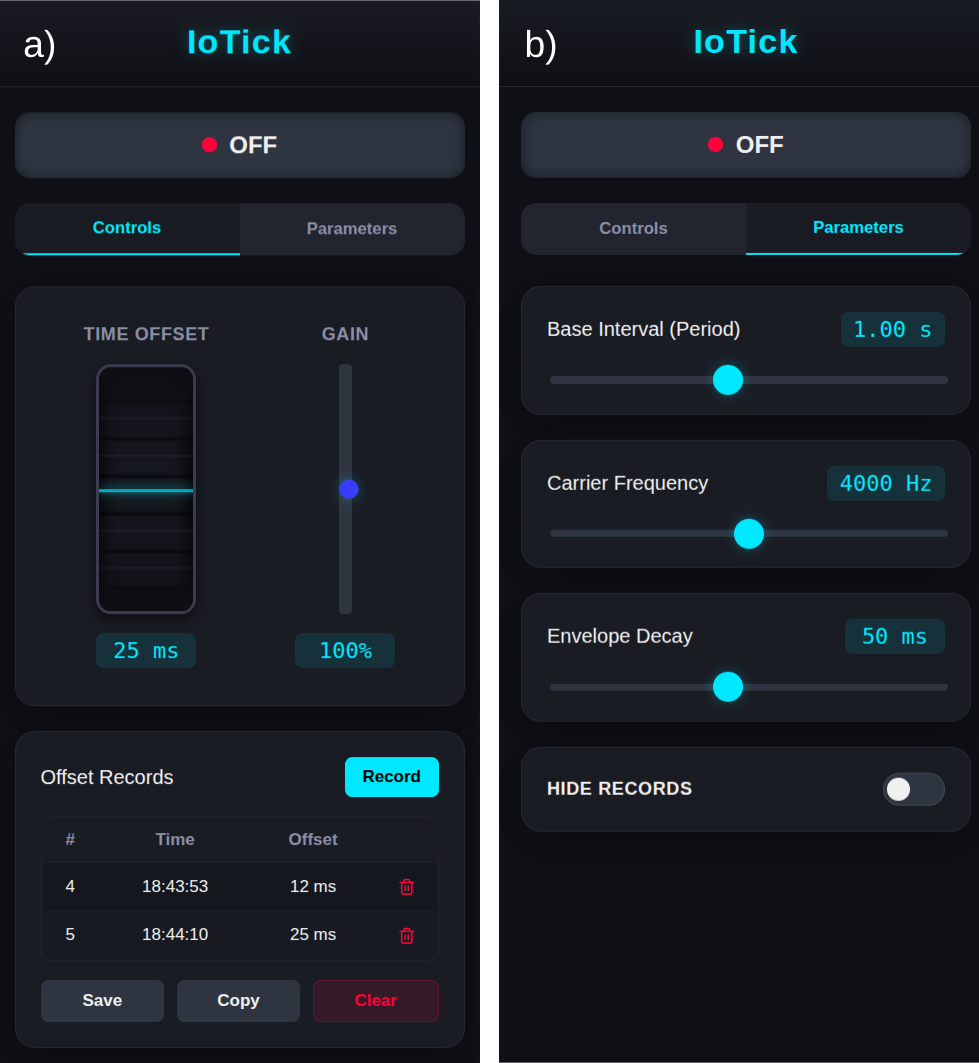 a)
IoTick
OFF
Controls Parameters
TIME OFFSET GAIN
25 ms 100%
Offset Records Record
# Time Offset
4 18:43:53 12 ms
5 18:44:10 25 ms
Save Copy Clear
b)
IoTick
OFF
Controls Parameters
Base Interval (Period) 1.00 s
Carrier Frequency 4000 Hz
Envelope Decay 50 ms
HIDE RECORDS